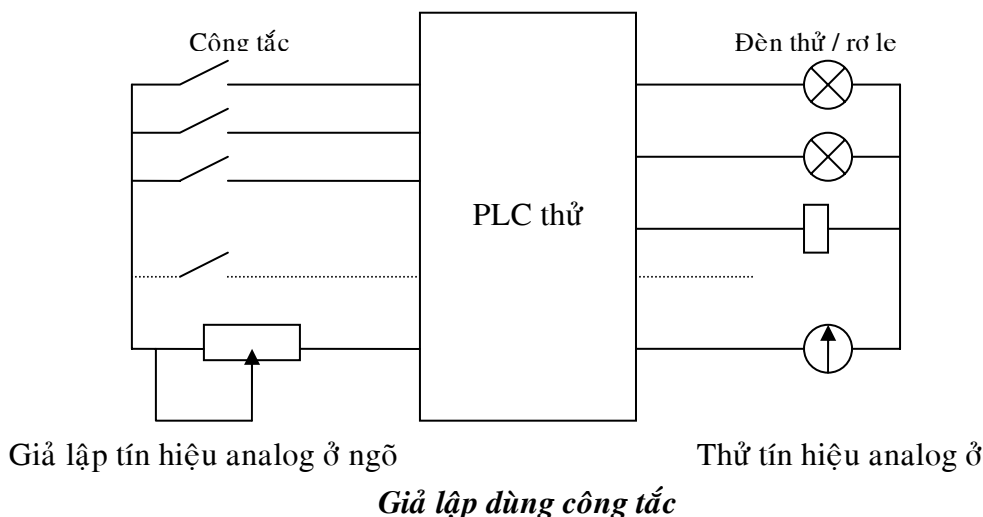 Công tắc
Đèn thử / rơ le
PLC thử
Giả lập tín hiệu analog ở ngõ
Thử tín hiệu analog ở
Giả lập dùng công tắc